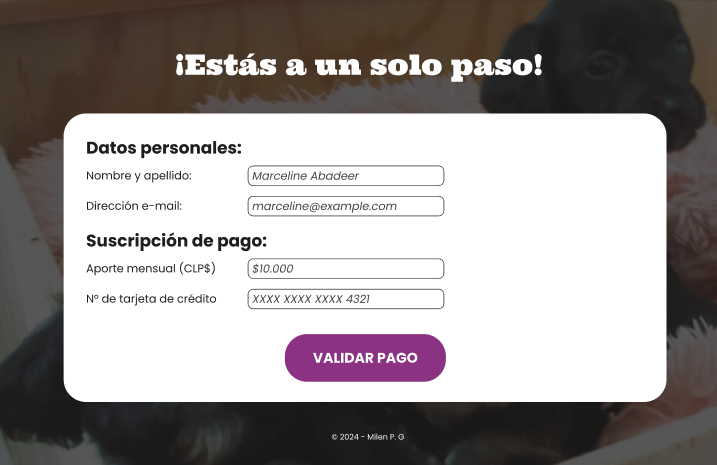 ¡Estás a un solo paso!
Datos personales:
Nombre y apellido:
Marceline Abadeer
Dirección e-mail:
marceline@example.com
Suscripción de pago:
Aporte mensual (CLP$)
$10.000
Nº de tarjeta de crédito
XXXX XXXX XXXX 4321
VALIDAR PAGO
© 2024 - Milen P. G